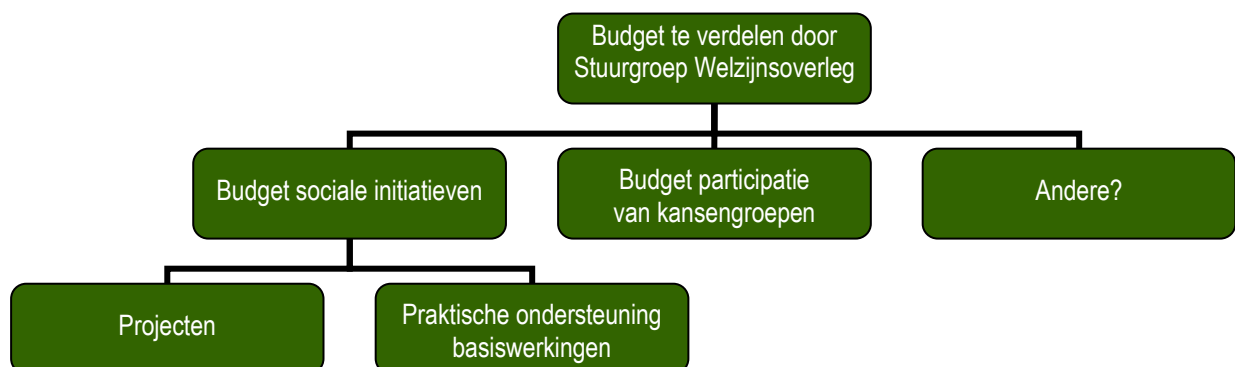 Budget te verdelen door
Stuurgroep Welzijnsoverleg
Budget sociale initiatieven
Budget participatie
van kansengroepen
Andere?
Projecten
Praktische ondersteuning
basiswerkingen